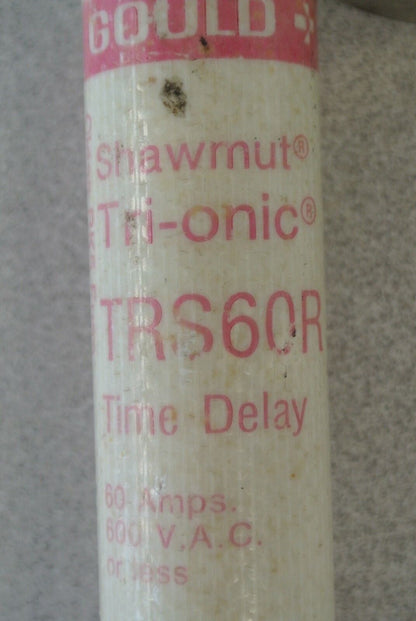 GOULD
Shawmut®
Tri-onic®
TRS60R
Time Delay
60 Amps.
600 V.A.C.
or less